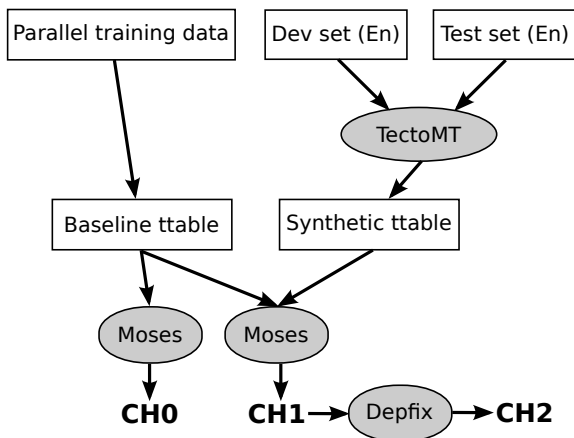 Parallel training data
Dev set (En)
Test set (En)
TectoMT
Baseline ttable
Synthetic ttable
Moses
Moses
CH0
CH1
Depfix
CH2